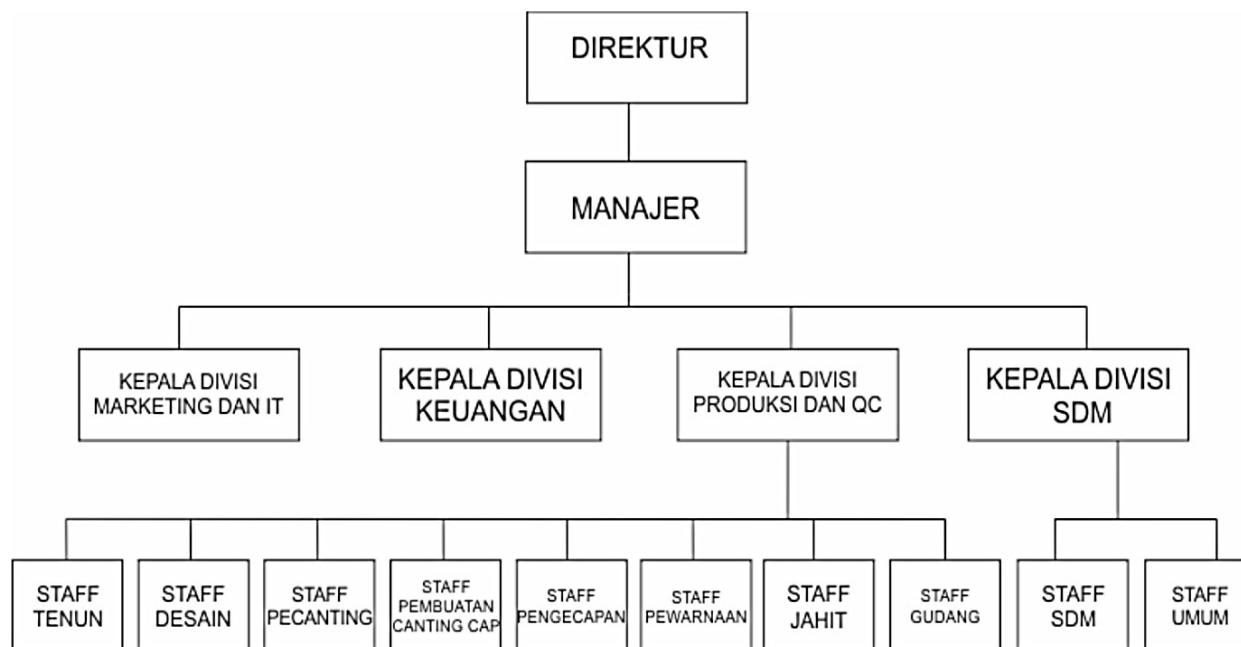 DIREKTUR
MANAJER
KEPALA DIVISI
MARKETING DAN IT
KEPALA DIVISI
KEUANGAN
KEPALA DIVISI
PRODUKSI DAN QC
KEPALA DIVISI
SDM
STAFF
TENUN
STAFF
DESAIN
STAFF
PECANTING
STAFF
PEMBUATAN
CANTING CAP
STAFF
PENGECAPAN
STAFF
PEWARNAAN
STAFF
JAHIT
STAFF
GUDANG
STAFF
SDM
STAFF
UMUM